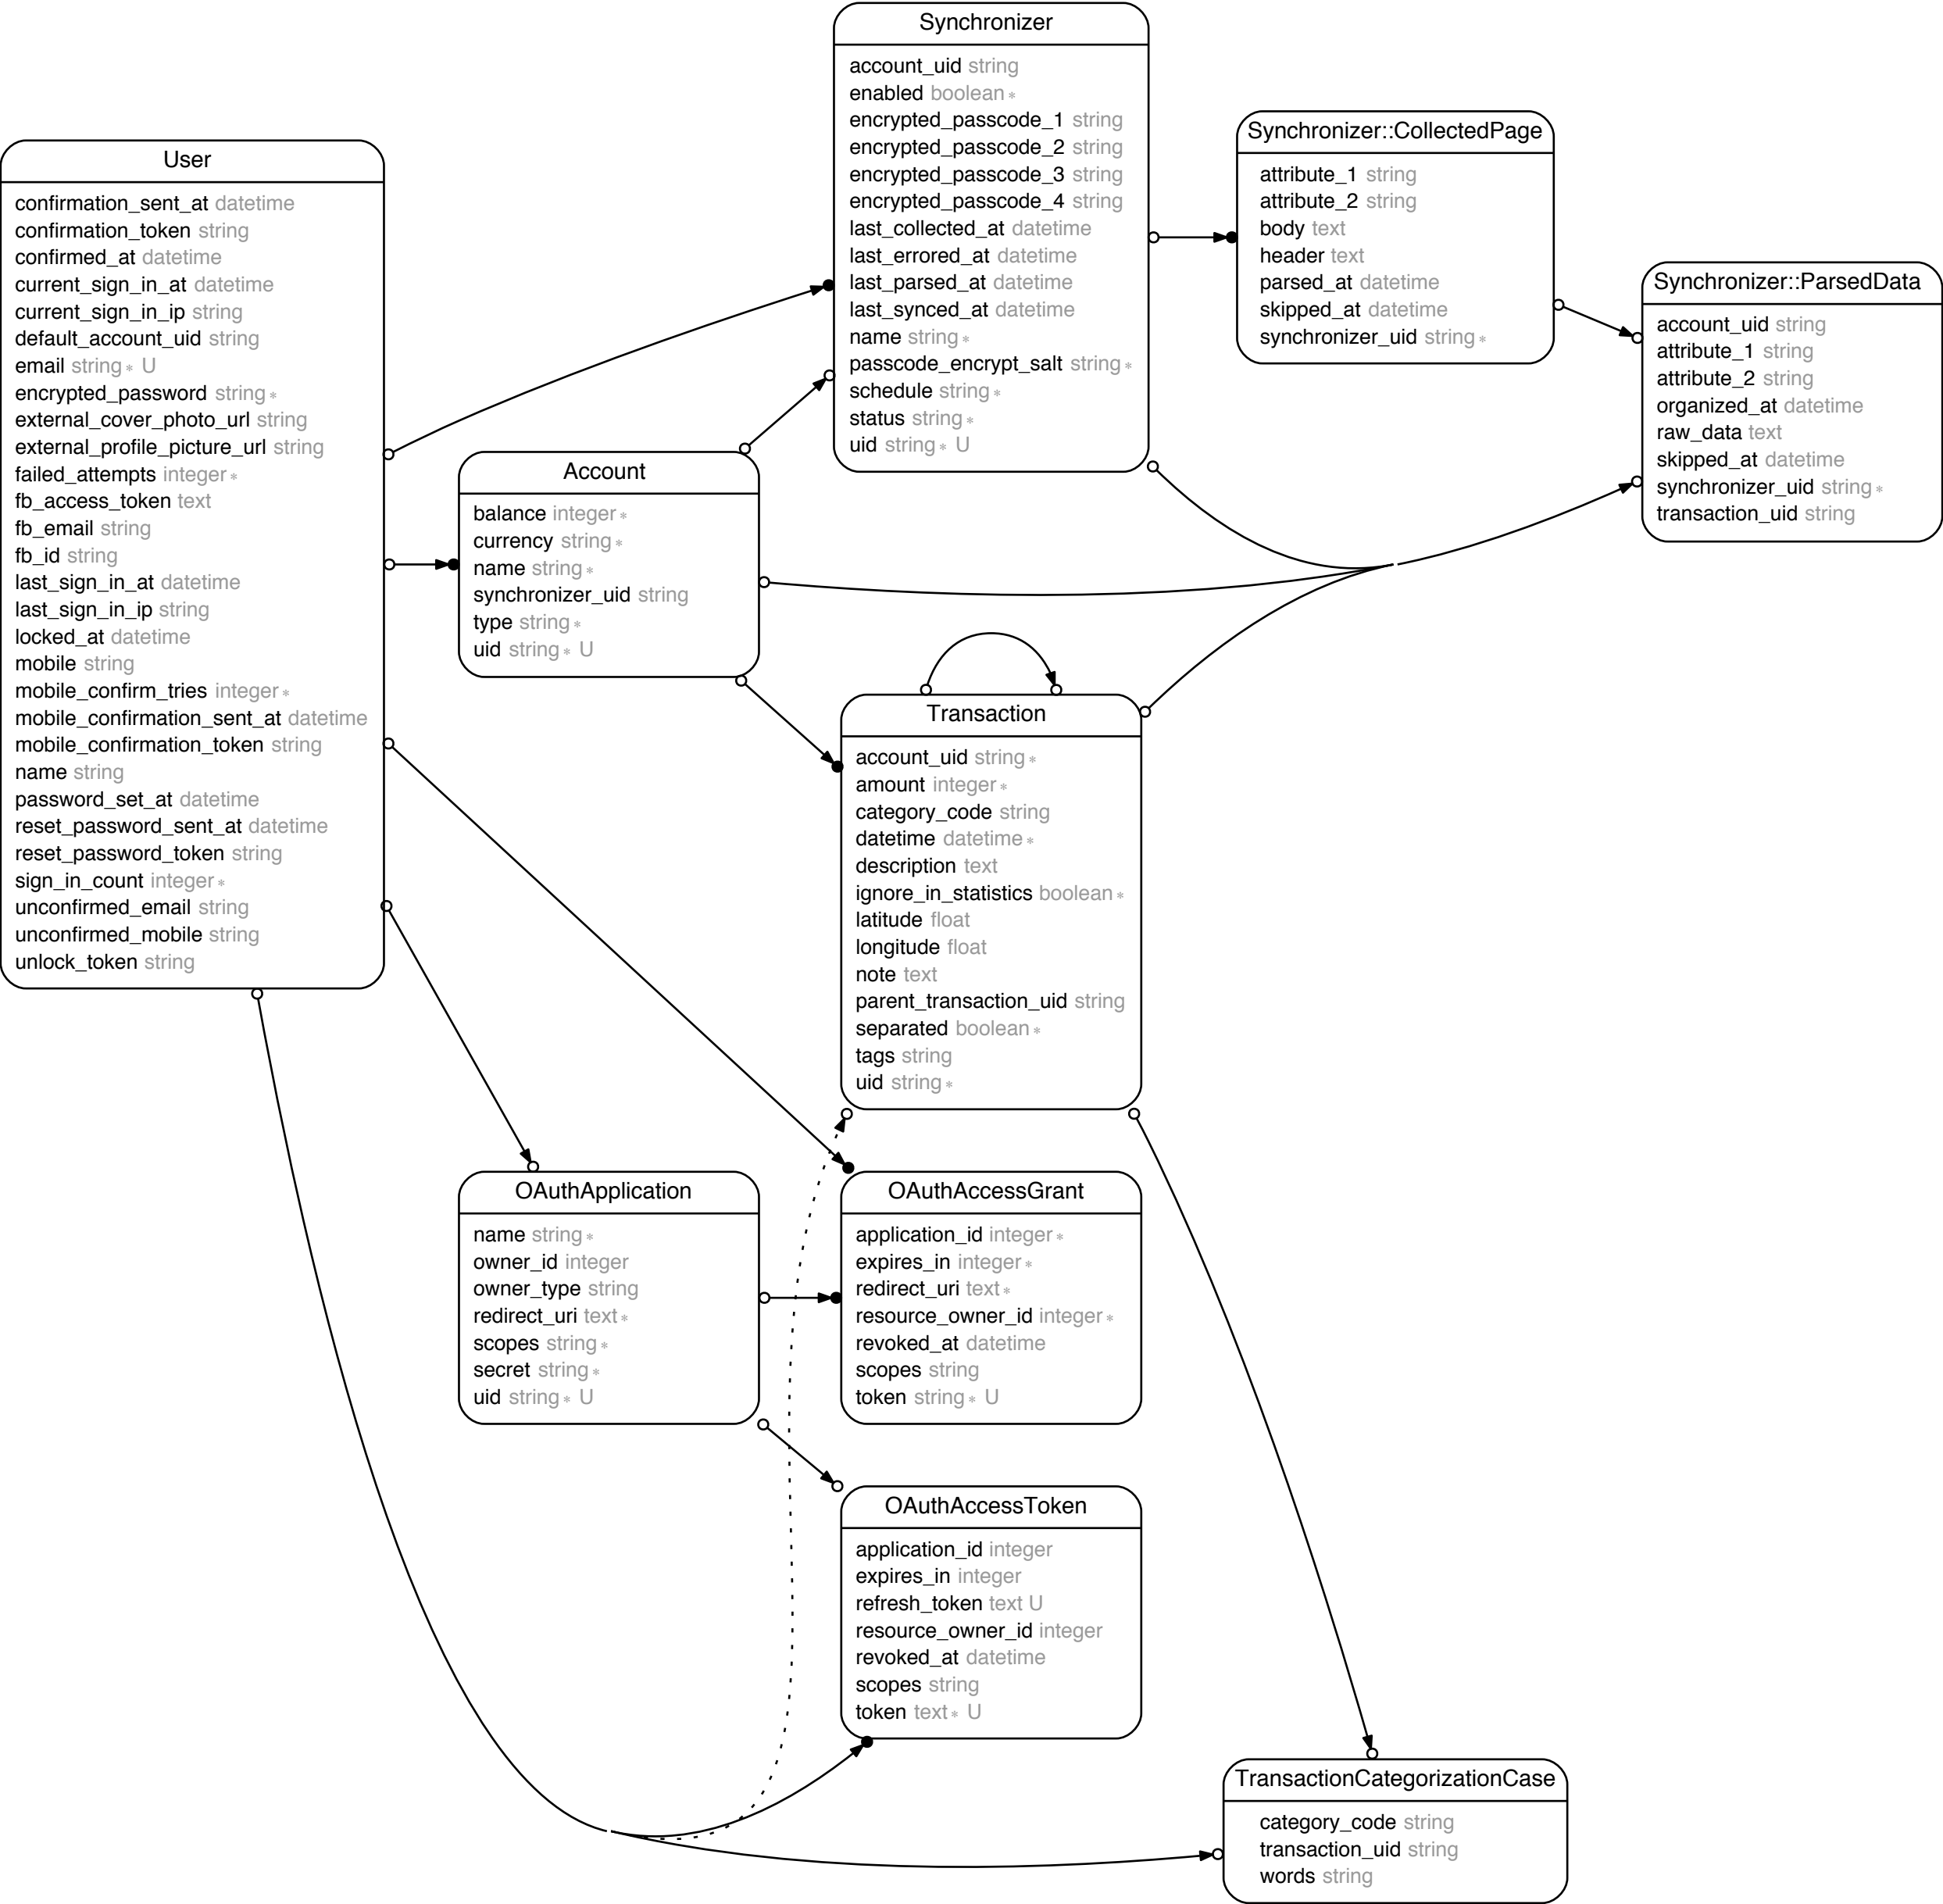 Synchronizer
account_uid string
enabled boolean *
encrypted_passcode_1 string
encrypted_passcode_2 string
encrypted_passcode_3 string
encrypted_passcode_4 string
last_collected_at datetime
last_errored_at datetime
last_parsed_at datetime
last_synced_at datetime
name string *
passcode_encrypt_salt string *
schedule string *
status string *
uid string * U
Synchronizer::CollectedPage
attribute_1 string
attribute_2 string
body text
header text
parsed_at datetime
skipped_at datetime
synchronizer_uid string *
Synchronizer::ParsedData
account_uid string
attribute_1 string
attribute_2 string
organized_at datetime
raw_data text
skipped_at datetime
synchronizer_uid string *
transaction_uid string
User
confirmation_sent_at datetime
confirmation_token string
confirmed_at datetime
current_sign_in_at datetime
current_sign_in_ip string
default_account_uid string
email string * U
encrypted_password string *
external_cover_photo_url string
external_profile_picture_url string
failed_attempts integer *
fb_access_token text
fb_email string
fb_id string
last_sign_in_at datetime
last_sign_in_ip string
locked_at datetime
mobile string
mobile_confirm_tries integer *
mobile_confirmation_sent_at datetime
mobile_confirmation_token string
name string
password_set_at datetime
reset_password_sent_at datetime
reset_password_token string
sign_in_count integer *
unconfirmed_email string
unconfirmed_mobile string
unlock_token string
Account
balance integer *
currency string *
name string *
synchronizer_uid string
type string *
uid string * U
Transaction
account_uid string *
amount integer *
category_code string
datetime datetime *
description text
ignore_in_statistics boolean *
latitude float
longitude float
note text
parent_transaction_uid string
separated boolean *
tags string
uid string *
OAuthApplication
name string *
owner_id integer
owner_type string
redirect_uri text *
scopes string *
secret string *
uid string * U
OAuthAccessGrant
application_id integer *
expires_in integer *
redirect_uri text *
resource_owner_id integer *
revoked_at datetime
scopes string
token string * U
OAuthAccessToken
application_id integer
expires_in integer
refresh_token text U
resource_owner_id integer
revoked_at datetime
scopes string
token text * U
TransactionCategorizationCase
category_code string
transaction_uid string
words string